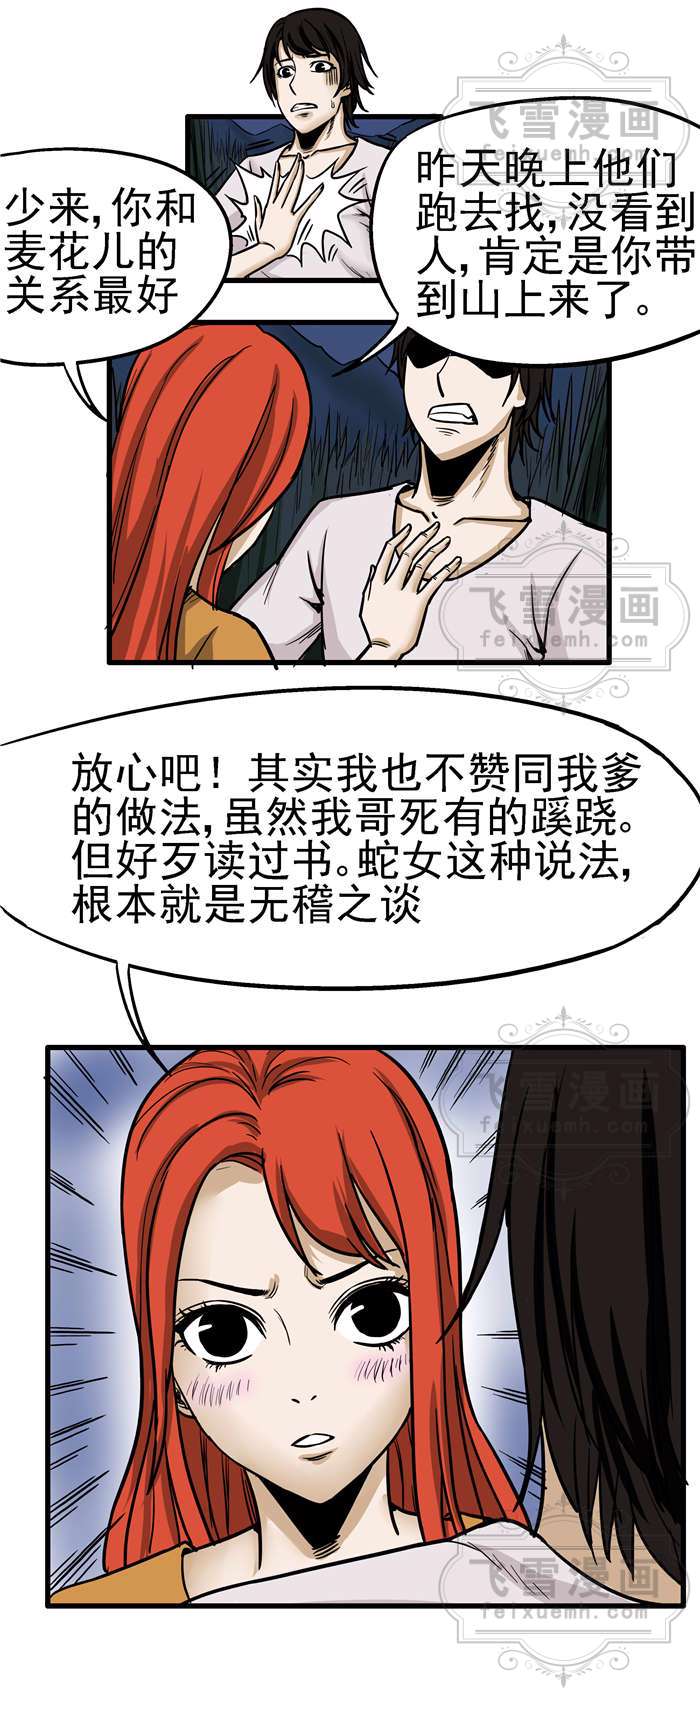 飞雪漫画
feixuemh.com
少来,你和
麦花儿的
关系最好
昨天晚上他们
跑去找,没看到
人,肯定是你带
到山上来了。
飞雪漫画
feixuemh.com
放心吧！其实我也不赞同我爹
的做法,虽然我哥死有的蹊跷。
但好歹读过书。蛇女这种说法,
根本就是无稽之谈
飞雪漫画
feixuemh.com
飞雪漫画
feixuemh.com